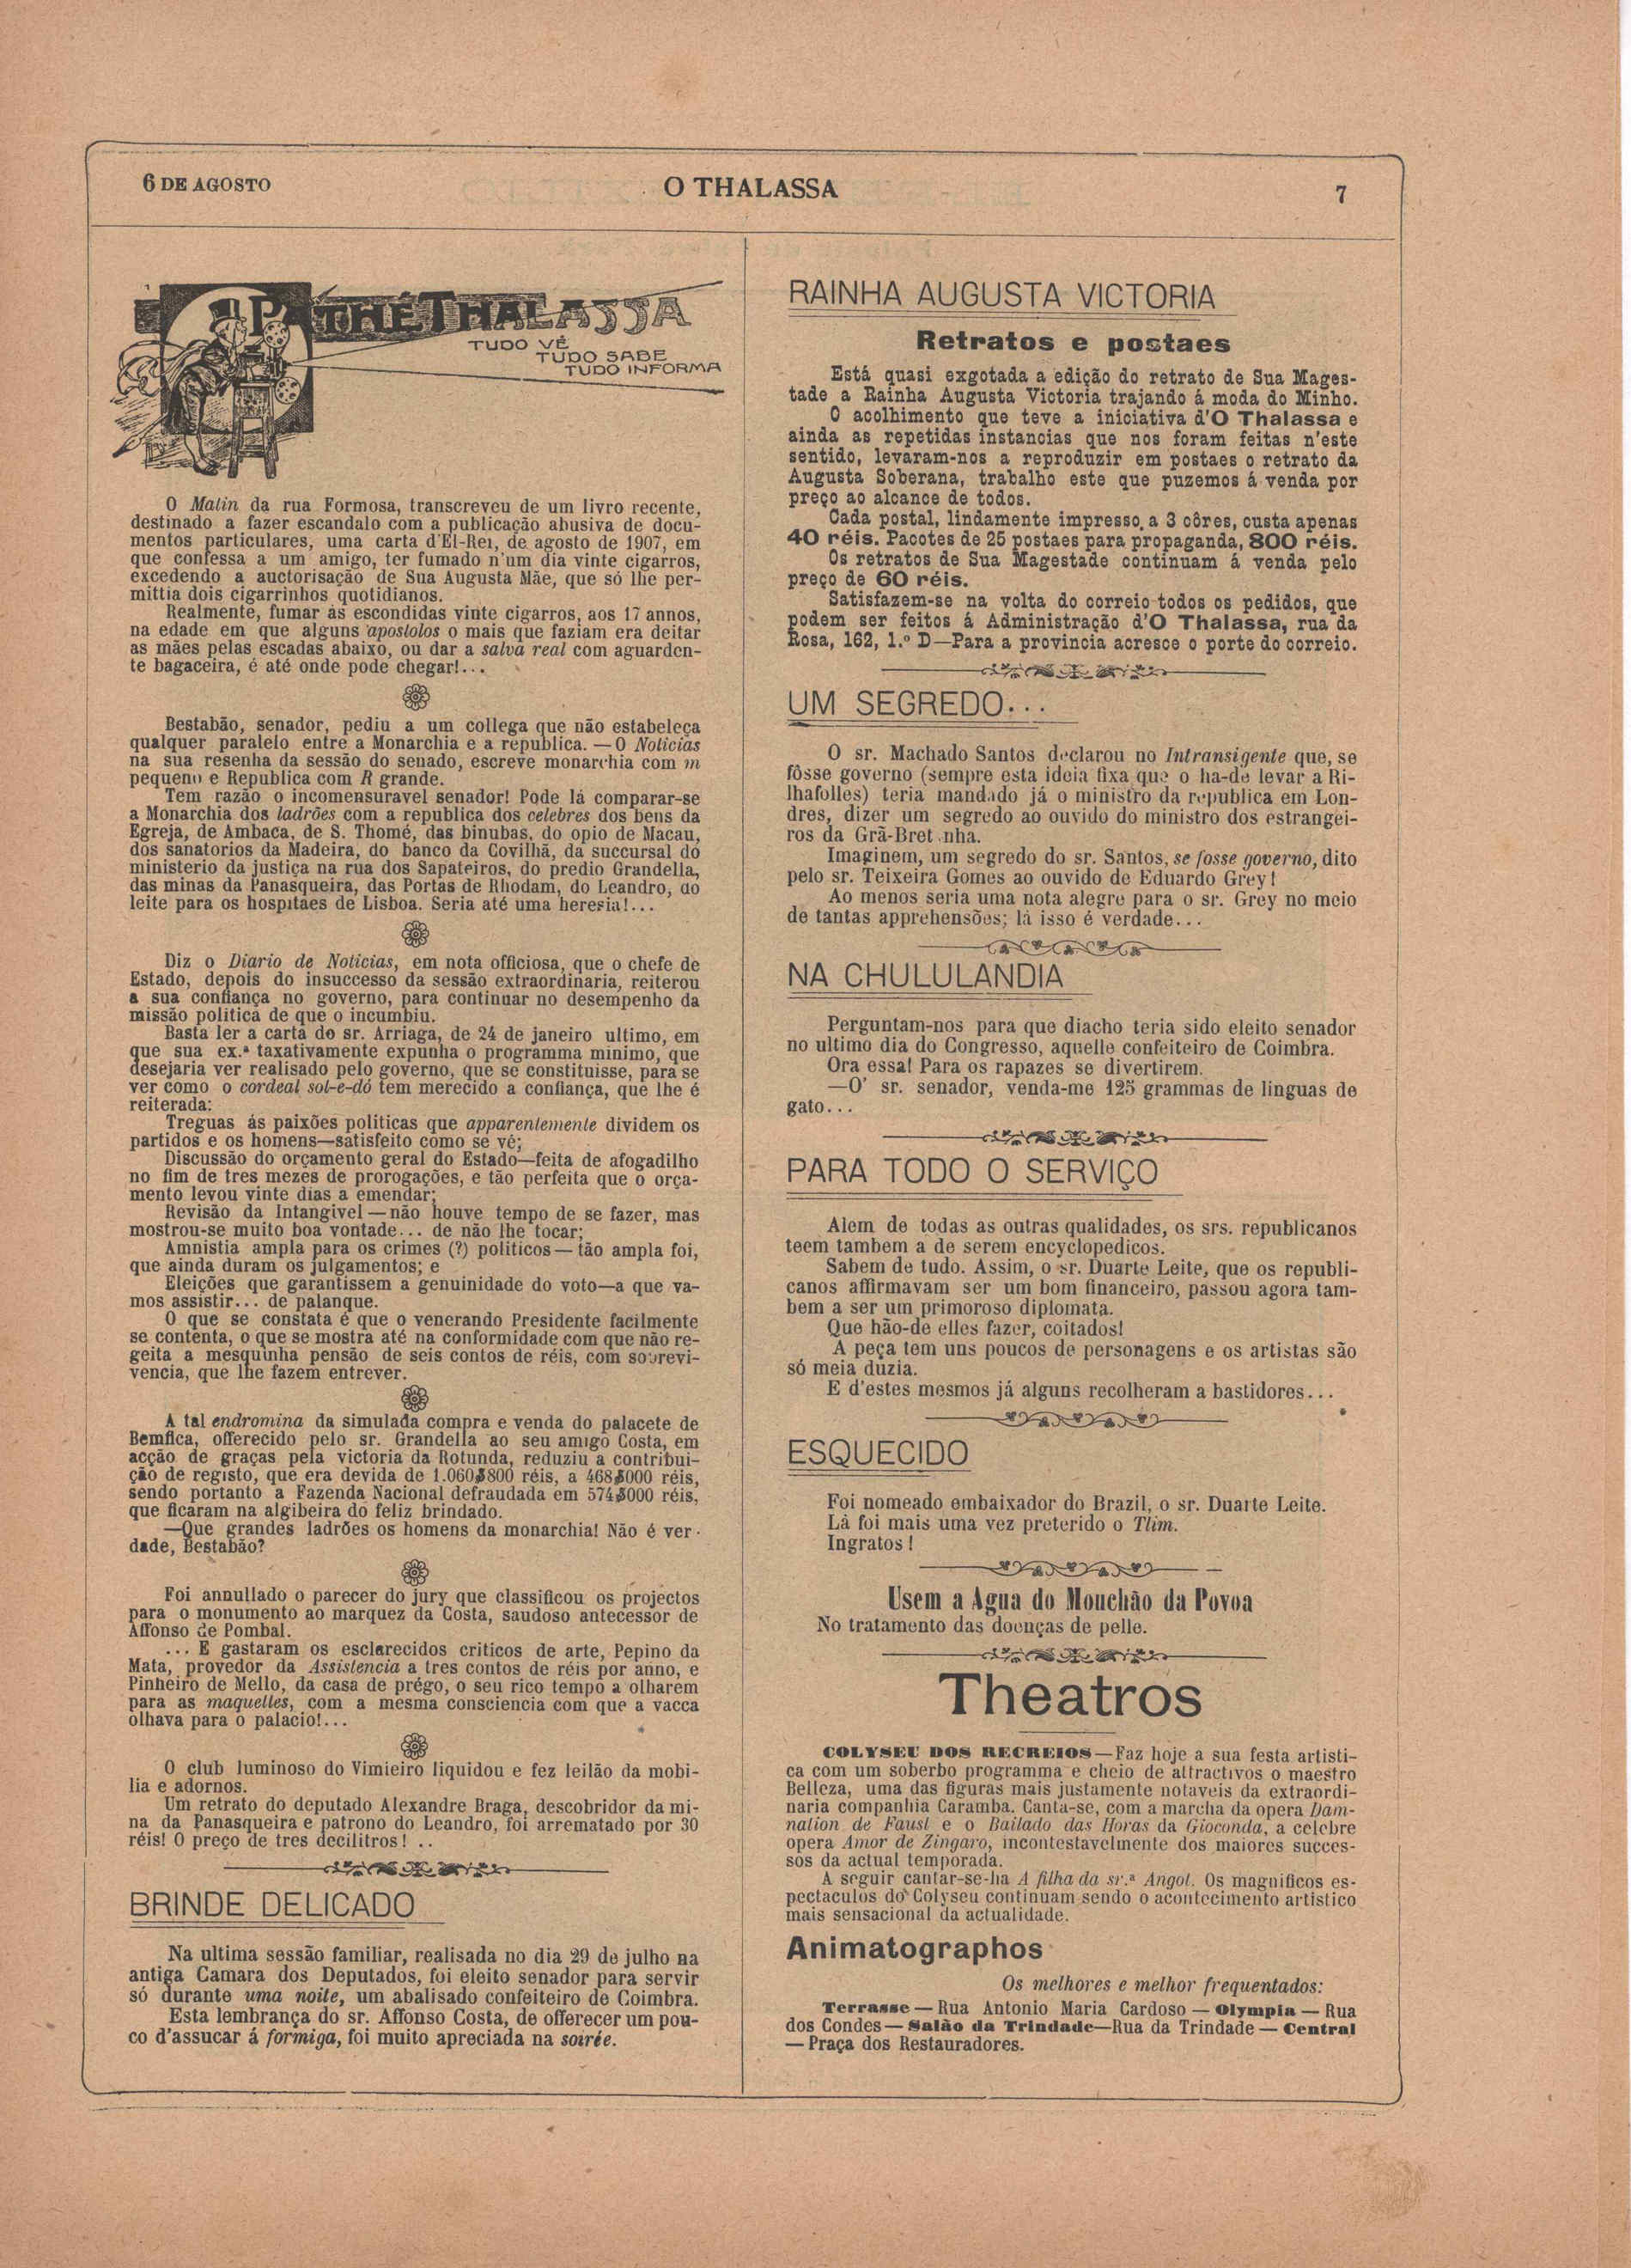 6 DE AGOSTO
O THALASSA
7
PATHÉ THALASSA
TUDO VÊ
TUDO SABE
TUDO INFORMA
O Matin da rua Formosa, transcreveu de um livro recente,
destinado a fazer escandalo com a publicação abusiva de docu-
mentos particulares, uma carta d'El-Rei, de agosto de 1907, em
que confessa a um amigo, ter fumado n'um dia vinte cigarros,
excedendo a auctorisação de Sua Augusta Mãe, que só lhe per-
mittia dois cigarrinhos quotidianos.
Realmente, fumar ás escondidas vinte cigarros, aos 17 annos,
na edade em que alguns apostolos o mais que faziam era deitar
as mães pelas escadas abaixo, ou dar a salva real com aguarden-
te bagaceira, é até onde pode chegar!...
Bestabão, senador, pediu a um collega que não estabeleça
qualquer paralelo entre a Monarchia e a republica. — O Noticias
na sua resenha da sessão do senado, escreve monarchia com m
pequeno e Republica com R grande.
Tem razão o incomensuravel senador! Pode lá comparar-se
a Monarchia dos ladrões com a republica dos celebres dos bens da
Egreja, de Ambaca, de S. Thomé, das binubas, do opio de Macau,
dos sanatorios da Madeira, do banco da Covilhã, da succursal do
ministerio da justiça na rua dos Sapateiros, do predio Grandella,
das minas da Panasqueira, das Portas de Rhodam, do Leandro, do
leite para os hospitaes de Lisboa. Seria até uma heresia!...
Diz o Diario de Noticias, em nota officiosa, que o chefe de
Estado, depois do insuccesso da sessão extraordinaria, reiterou
a sua confiança no governo, para continuar no desempenho da
missão politica de que o incumbiu.
Basta ler a carta do sr. Arriaga, de 24 de janeiro ultimo, em
que sua ex.ª taxativamente expunha o programma minimo, que
desejaria ver realisado pelo governo, que se constituisse, para se
ver como o cordeal sol-e-dó tem merecido a confiança, que lhe é
reiterada:
Treguas ás paixões politicas que apparentemente dividem os
partidos e os homens—satisfeito como se vê;
Discussão do orçamento geral do Estado—feita de afogadilho
no fim de tres mezes de prorogações, e tão perfeita que o orça-
mento levou vinte dias a emendar;
Revisão da Intangivel — não houve tempo de se fazer, mas
mostrou-se muito boa vontade... de não lhe tocar;
Amnistia ampla para os crimes (?) politicos — tão ampla foi,
que ainda duram os julgamentos; e
Eleições que garantissem a genuinidade do voto—a que va-
mos assistir... de palanque.
O que se constata é que o venerando Presidente facilmente
se contenta, o que se mostra até na conformidade com que não re-
geita a mesquinha pensão de seis contos de réis, com sobrevi-
vencia, que lhe fazem entrever.
A tal endromina da simulada compra e venda do palacete de
Bemfica, offerecido pelo sr. Grandella ao seu amigo Costa, em
acção de graças pela victoria da Rotunda, reduziu a contribui-
ção de registo, que era devida de 1.060$800 réis, a 468$000 réis,
sendo portanto a Fazenda Nacional defraudada em 574$000 réis,
que ficaram na algibeira do feliz brindado.
—Que grandes ladrões os homens da monarchia! Não é ver-
dade, Bestabão?
Foi annullado o parecer do jury que classificou os projectos
para o monumento ao marquez da Costa, saudoso antecessor de
Affonso de Pombal.
... E gastaram os esclarecidos criticos de arte, Pepino da
Mata, provedor da Assistencia a tres contos de réis por anno, e
Pinheiro de Mello, da casa de prégo, o seu rico tempo a olharem
para as maquettes, com a mesma consciencia com que a vacca
olhava para o palacio!...
O club luminoso do Vimieiro liquidou e fez leilão da mobi-
lia e adornos.
Um retrato do deputado Alexandre Braga, descobridor da mi-
na da Panasqueira e patrono do Leandro, foi arrematado por 30
réis! O preço de tres decilitros! ..
BRINDE DELICADO
Na ultima sessão familiar, realisada no dia 29 de julho na
antiga Camara dos Deputados, foi eleito senador para servir
só durante uma noite, um abalisado confeiteiro de Coimbra.
Esta lembrança do sr. Affonso Costa, de offerecer um pou-
co d'assucar á formiga, foi muito apreciada na soirée.
RAINHA AUGUSTA VICTORIA
Retratos e postaes
Está quasi exgotada a edição do retrato de Sua Mages-
tade a Rainha Augusta Victoria trajando á moda do Minho.
O acolhimento que teve a iniciativa d'O Thalassa e
ainda as repetidas instancias que nos foram feitas n'este
sentido, levaram-nos a reproduzir em postaes o retrato da
Augusta Soberana, trabalho este que puzemos á venda por
preço ao alcance de todos.
Cada postal, lindamente impresso a 3 côres, custa apenas
40 réis. Pacotes de 25 postaes para propaganda, 800 réis.
Os retratos de Sua Magestade continuam á venda pelo
preço de 60 réis.
Satisfazem-se na volta do correio todos os pedidos, que
podem ser feitos á Administração d'O Thalassa, rua da
Rosa, 162, 1.º D—Para a provincia acresce o porte do correio.
UM SEGREDO...
O sr. Machado Santos declarou no Intransigente que, se
fôsse governo (sempre esta ideia fixa que o ha-de levar a Ri-
lhafolles) teria mandado já o ministro da republica em Lon-
dres, dizer um segredo ao ouvido do ministro dos estrangei-
ros da Grã-Bret nha.
Imaginem, um segredo do sr. Santos, se fosse governo, dito
pelo sr. Teixeira Gomes ao ouvido de Eduardo Grey!
Ao menos seria uma nota alegre para o sr. Grey no meio
de tantas apprehensões; lá isso é verdade...
NA CHULULANDIA
Perguntam-nos para que diacho teria sido eleito senador
no ultimo dia do Congresso, aquelle confeiteiro de Coimbra.
Ora essa! Para os rapazes se divertirem.
—O' sr. senador, venda-me 125 grammas de linguas de
gato...
PARA TODO O SERVIÇO
Alem de todas as outras qualidades, os srs. republicanos
teem tambem a de serem encyclopedicos.
Sabem de tudo. Assim, o sr. Duarte Leite, que os republi-
canos affirmavam ser um bom financeiro, passou agora tam-
bem a ser um primoroso diplomata.
Que hão-de elles fazer, coitados!
A peça tem uns poucos de personagens e os artistas são
só meia duzia.
E d'estes mesmos já alguns recolheram a bastidores...
ESQUECIDO
Foi nomeado embaixador do Brazil, o sr. Duarte Leite.
Lá foi mais uma vez preterido o Tlim.
Ingratos!
Usem a Agua do Mouchão da Povoa
No tratamento das doenças de pelle.
Theatros
COLYSEU DOS RECREIOS—Faz hoje a sua festa artisti-
ca com um soberbo programma e cheio de attractivos o maestro
Belleza, uma das figuras mais justamente notaveis da extraordi-
naria companhia Caramba. Canta-se, com a marcha da opera Dam-
nation de Faust e o Bailado das Horas da Gioconda, a celebre
opera Amor de Zingaro, incontestavelmente dos maiores succes-
sos da actual temporada.
A seguir cantar-se-ha A filha da sr.ª Angot. Os magnificos es-
pectaculos do Colyseu continuam sendo o acontecimento artistico
mais sensacional da actualidade.
Animatographos
Os melhores e melhor frequentados:
Terrasse — Rua Antonio Maria Cardoso — Olympia — Rua
dos Condes — Salão da Trindade—Rua da Trindade — Central
— Praça dos Restauradores.